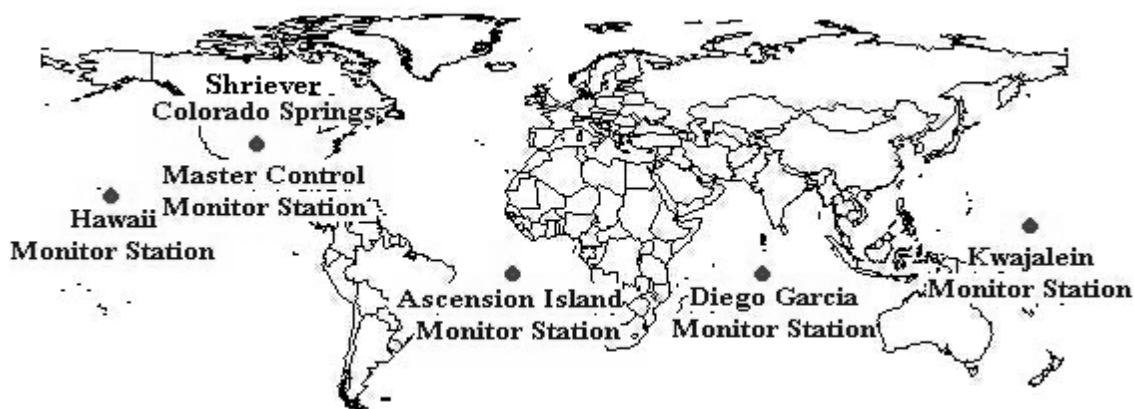 Shriever
Colorado Springs
Master Control
Monitor Station
Hawaii
Monitor Station
Ascension Island
Monitor Station
Diego Garcia
Monitor Station
Kwajalein
Monitor Station